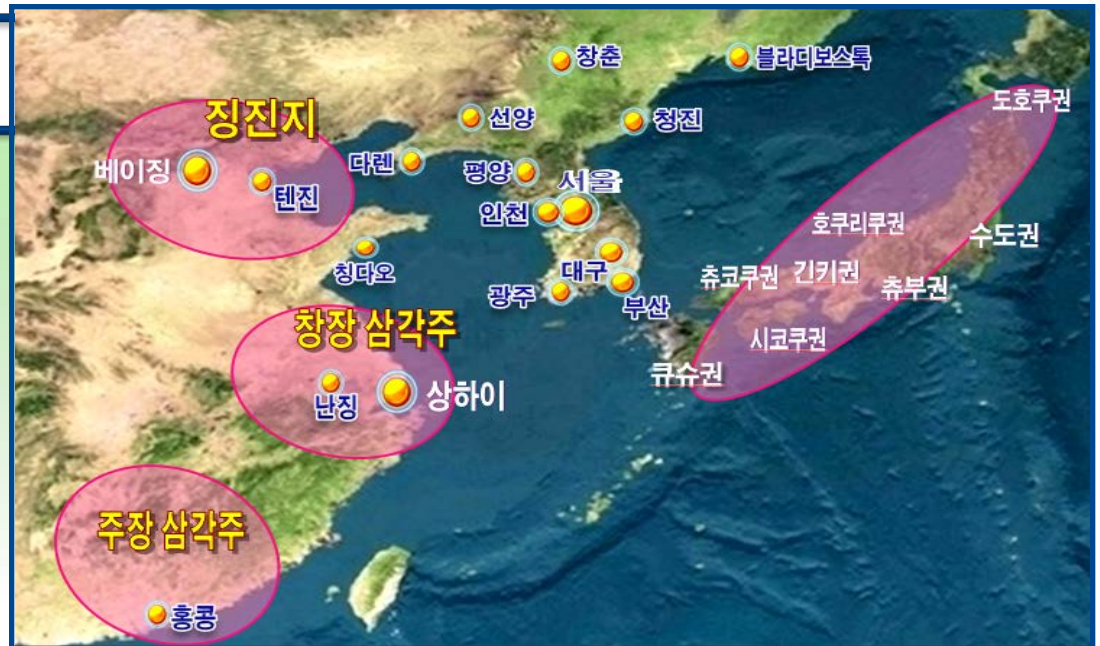 창춘
블라디보스톡
도호쿠권
징진지
선양
청진
베이징
텐진
다렌
평양
서울
인천
호쿠리쿠권
수도권
칭다오
대구
츄코쿠권
긴키권
츄부권
광주
부산
창장 삼각주
시코쿠권
큐슈권
난징
상하이
주장 삼각주
홍콩